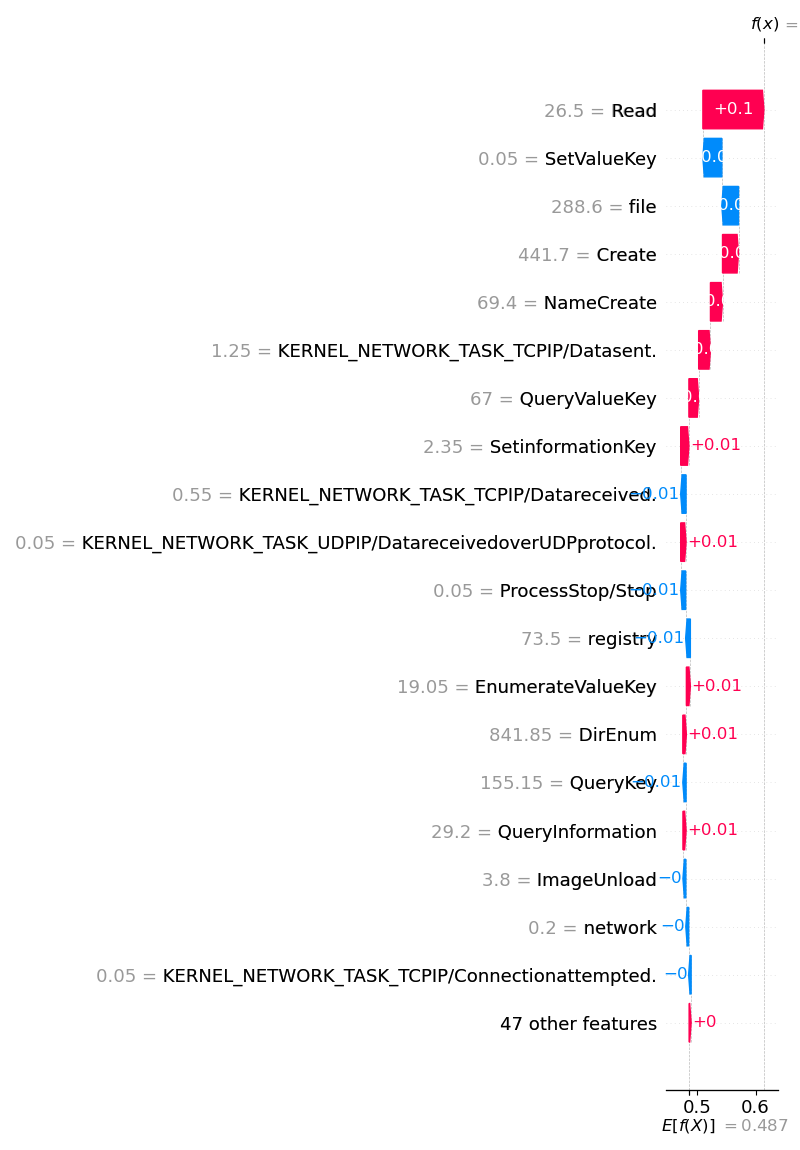 f(x) =
26.5 = Read +0.1
0.05 = SetValueKey
288.6 = file
441.7 = Create
69.4 = NameCreate
1.25 = KERNEL_NETWORK_TASK_TCPIP/Datasent.
67 = QueryValueKey
2.35 = SetinformationKey +0.01
0.55 = KERNEL_NETWORK_TASK_TCPIP/Datareceived. −0.01
0.05 = KERNEL_NETWORK_TASK_UDPIP/DatareceivedoverUDPprotocol. +0.01
0.05 = ProcessStop/Stop −0.01
73.5 = registry −0.01
19.05 = EnumerateValueKey +0.01
841.85 = DirEnum +0.01
155.15 = QueryKey −0.01
29.2 = QueryInformation +0.01
3.8 = ImageUnload −0
0.2 = network −0
0.05 = KERNEL_NETWORK_TASK_TCPIP/Connectionattempted. −0
47 other features +0
0.5 0.6
E[f(X)] = 0.487